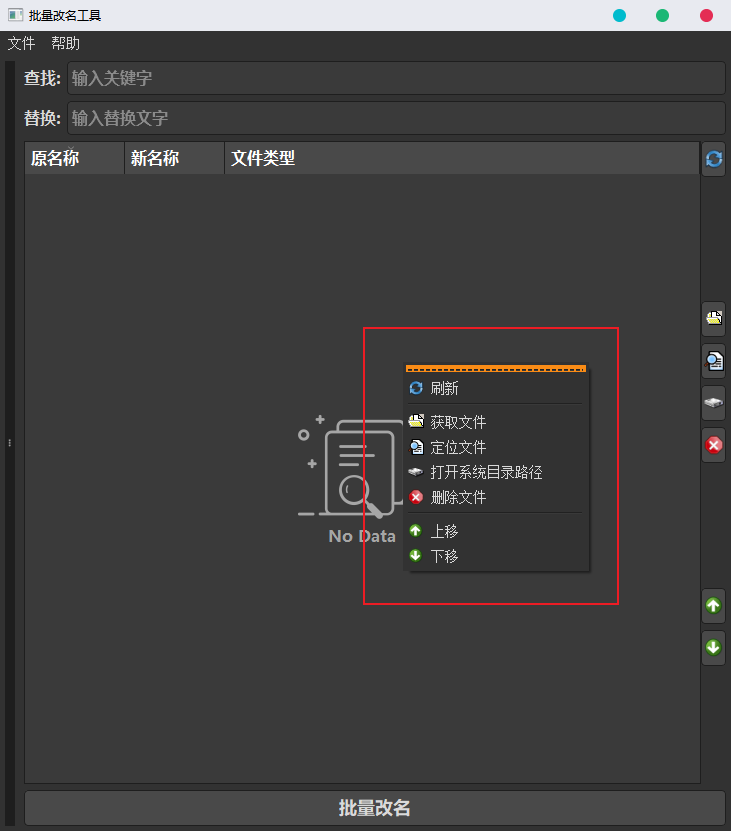 批量改名工具
文件 帮助
查找: 输入关键字
替换: 输入替换文字
原名称 新名称 文件类型
刷新
获取文件
定位文件
打开系统目录路径
删除文件
上移
下移
No Data
批量改名